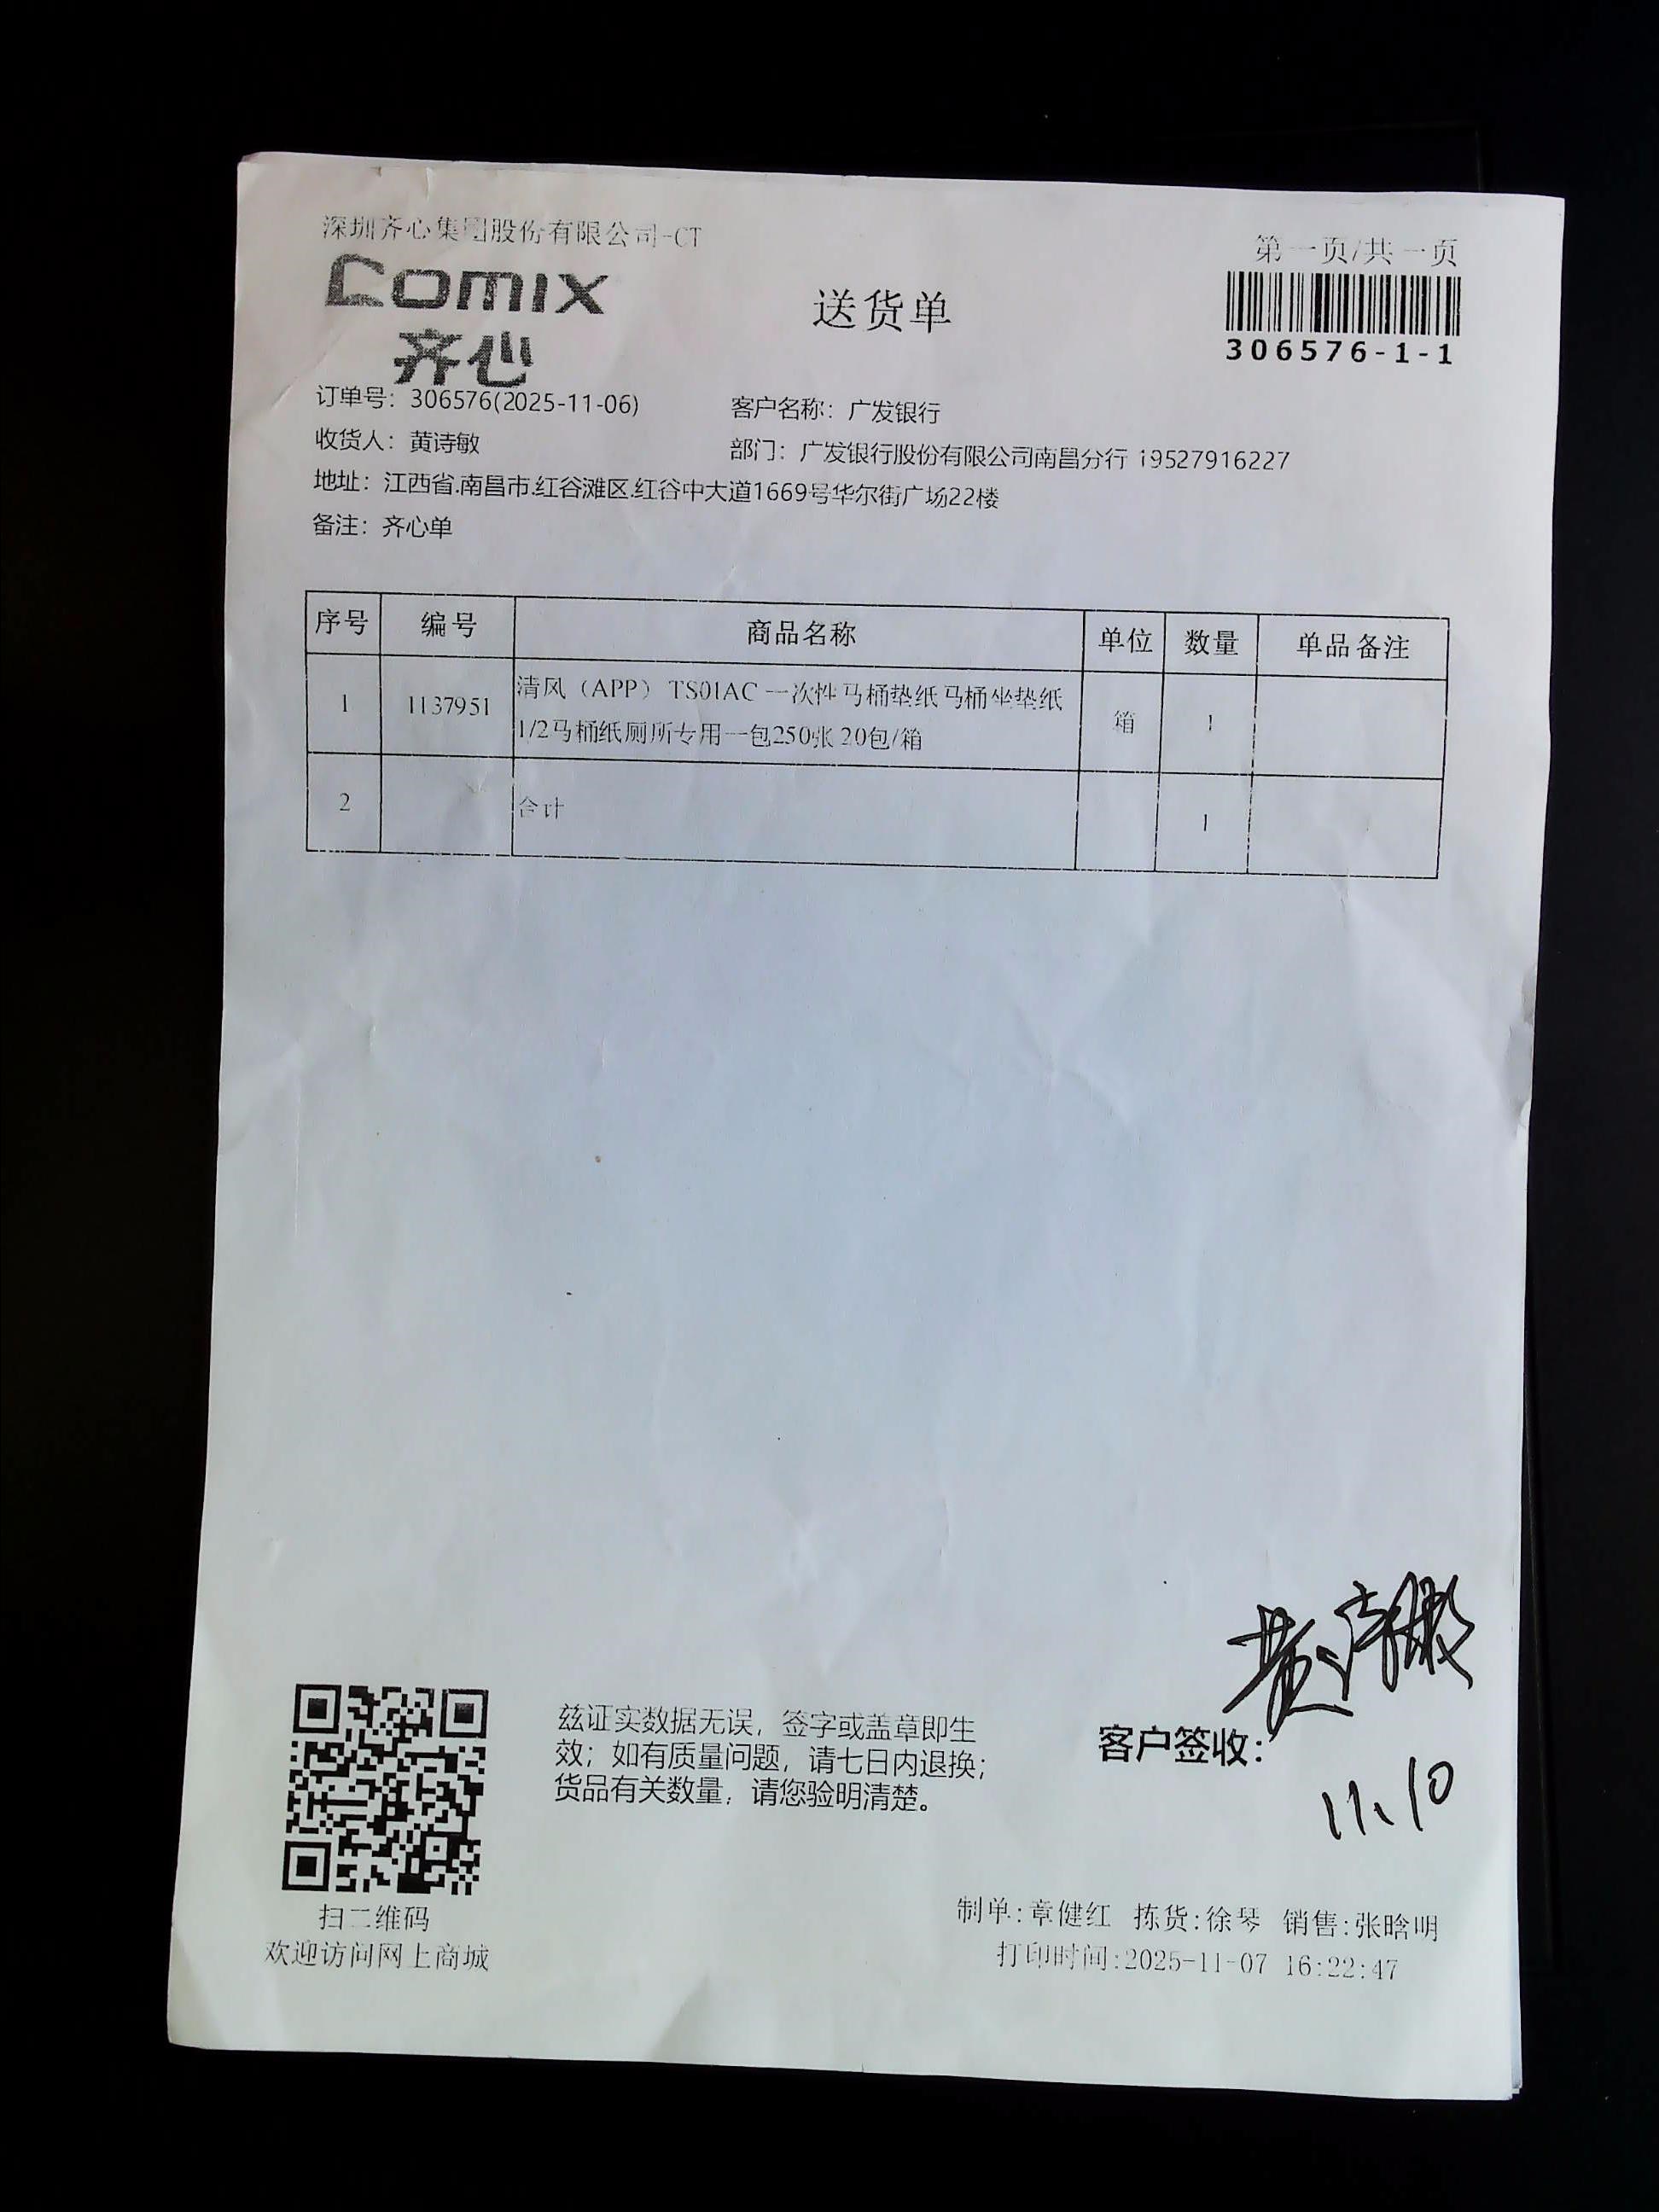 深圳齐心集团股份有限公司-CT
第一页/共一页
comix
齐心
送货单
306576-1-1
订单号：306576(2025-11-06)
客户名称：广发银行
收货人：黄诗敏
部门：广发银行股份有限公司南昌分行 19527916227
地址：江西省.南昌市.红谷滩区.红谷中大道1669号华尔街广场22楼
备注：齐心单
序号 编号 商品名称 单位 数量 单品备注
1 1137951 清风（APP） TS01AC 一次性马桶垫纸马桶坐垫纸
1/2马桶纸厕所专用一包250张 20包/箱 箱 1
2 合计 1
兹证实数据无误，签字或盖章即生
效；如有质量问题，请七日内退换；
货品有关数量，请您验明清楚。
客户签收：
11.10
扫二维码
欢迎访问网上商城
制单:章健红 拣货:徐琴 销售:张晗明
打印时间:2025-11-07 16:22:47